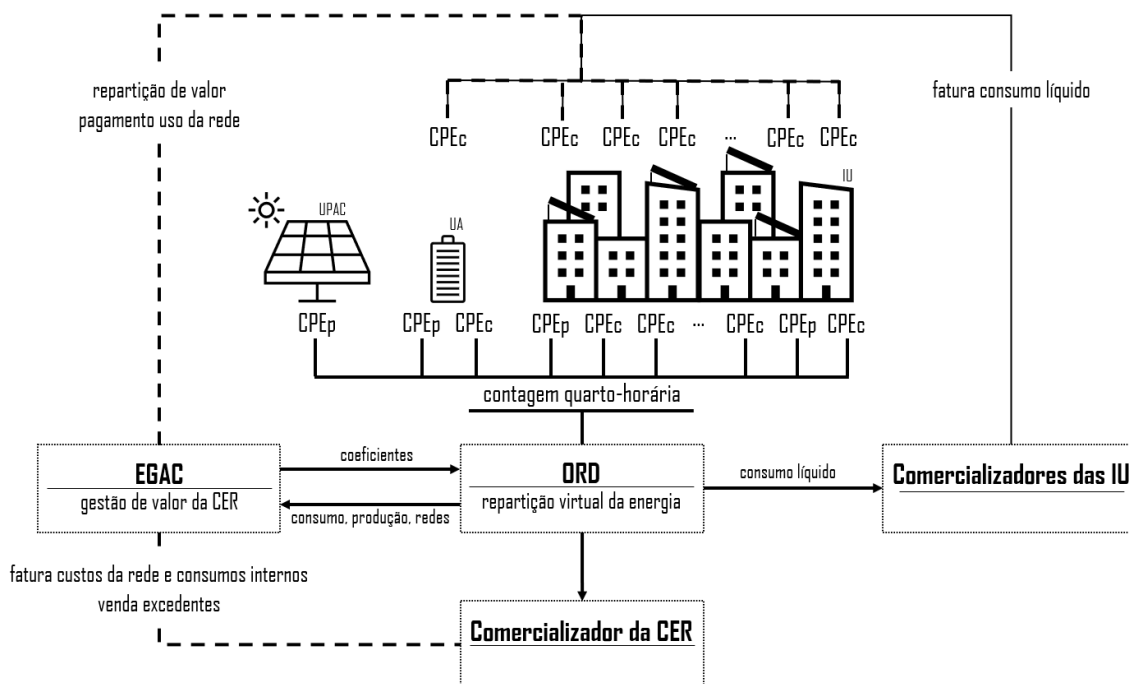 repartição de valor
pagamento uso da rede
fatura consumo líquido
CPEc CPEc CPEc CPEc ... CPEc CPEc
IU
UPAC
UA
CPEp CPEp CPEc CPEp CPEc CPEc ... CPEc CPEp CPEc
contagem quarto-horária
EGAC
gestão de valor da CER
coeficientes
consumo, produção, redes
ORD
repartição virtual da energia
consumo líquido
Comercializadores das IU
fatura custos da rede e consumos internos
venda excedentes
Comercializador da CER